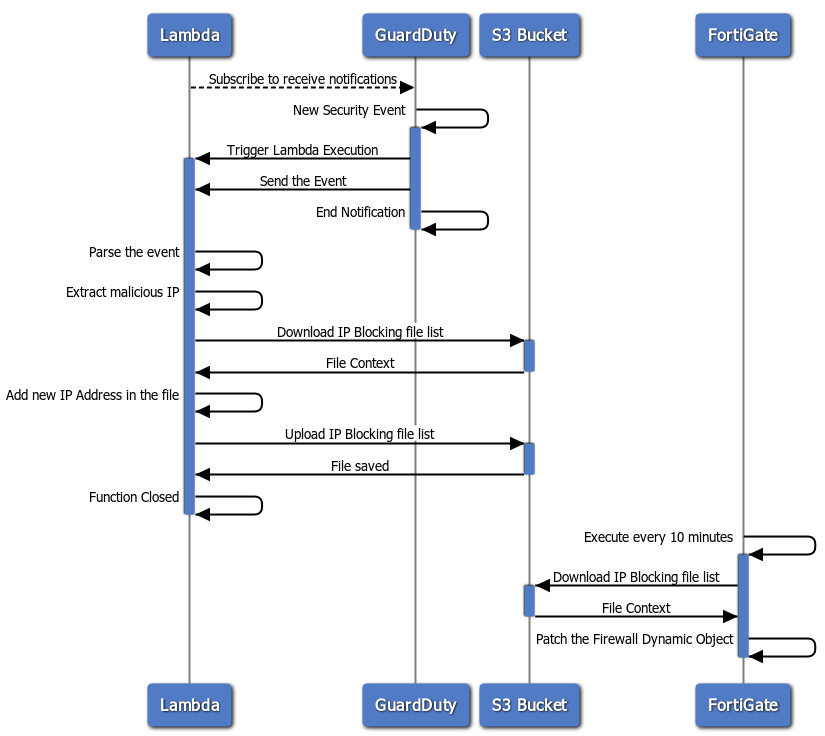 Lambda
GuardDuty
S3 Bucket
FortiGate
Subscribe to receive notifications
New Security Event
Trigger Lambda Execution
Send the Event
End Notification
Parse the event
Extract malicious IP
Download IP Blocking file list
File Context
Add new IP Address in the file
Upload IP Blocking file list
File saved
Function Closed
Execute every 10 minutes
Download IP Blocking file list
File Context
Patch the Firewall Dynamic Object
Lambda
GuardDuty
S3 Bucket
FortiGate